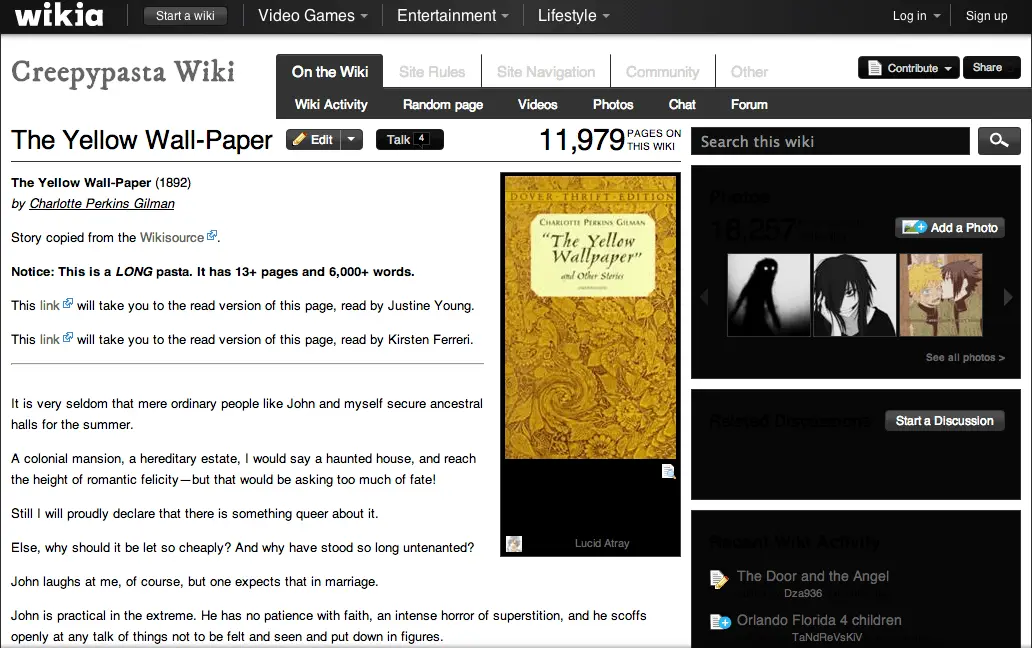 wikia
Start a wiki
Video Games
Entertainment
Lifestyle
Log in
Sign up
Creepypasta Wiki
On the Wiki
Site Rules
Site Navigation
Community
Other
Contribute
Share
Wiki Activity
Random page
Videos
Photos
Chat
Forum
The Yellow Wall-Paper
Edit
Talk 4
11,979 PAGES ON
THIS WIKI
Search this wiki
The Yellow Wall-Paper (1892)
by Charlotte Perkins Gilman
Story copied from the Wikisource.
Notice: This is a LONG pasta. It has 13+ pages and 6,000+ words.
This link will take you to the read version of this page, read by Justine Young.
This link will take you to the read version of this page, read by Kirsten Ferreri.
It is very seldom that mere ordinary people like John and myself secure ancestral
halls for the summer.
A colonial mansion, a hereditary estate, I would say a haunted house, and reach
the height of romantic felicity—but that would be asking too much of fate!
Still I will proudly declare that there is something queer about it.
Else, why should it be let so cheaply? And why have stood so long untenanted?
John laughs at me, of course, but one expects that in marriage.
John is practical in the extreme. He has no patience with faith, an intense horror of superstition, and he scoffs
openly at any talk of things not to be felt and seen and put down in figures.
DOVER · THRIFT · EDITION
CHARLOTTE PERKINS GILMAN
"The Yellow
Wallpaper"
and Other Stories
Lucid Atray
Photos
16,257
Add a Photo
See all photos >
Related Discussions
Start a Discussion
Recent Wiki Activity
The Door and the Angel
Dza936
Orlando Florida 4 children
TaNdReVsKiV